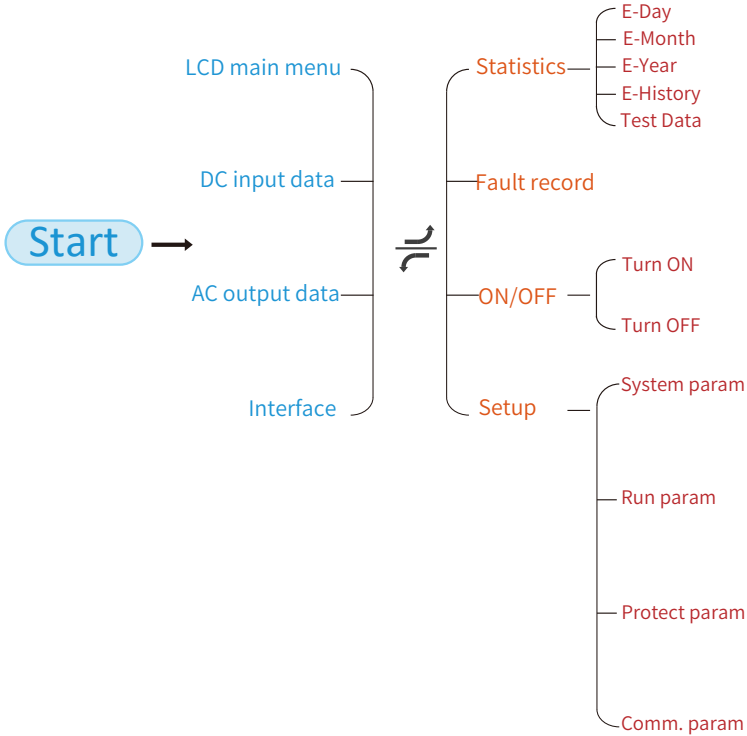 Start
LCD main menu
DC input data
AC output data
Interface
Statistics
E-Day
E-Month
E-Year
E-History
Test Data
Fault record
ON/OFF
Turn ON
Turn OFF
Setup
System param
Run param
Protect param
Comm. param